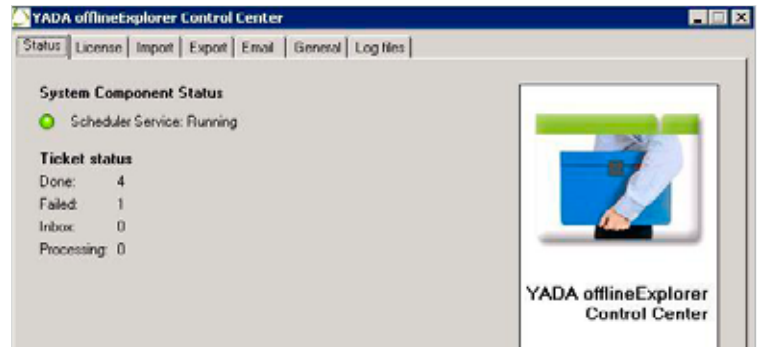 YADA offlineExplorer Control Center
Status License Import Export Email General Log files
System Component Status
Scheduler Service: Running
Ticket status
Done: 4
Failed: 1
Inbox: 0
Processing: 0
YADA offlineExplorer
Control Center